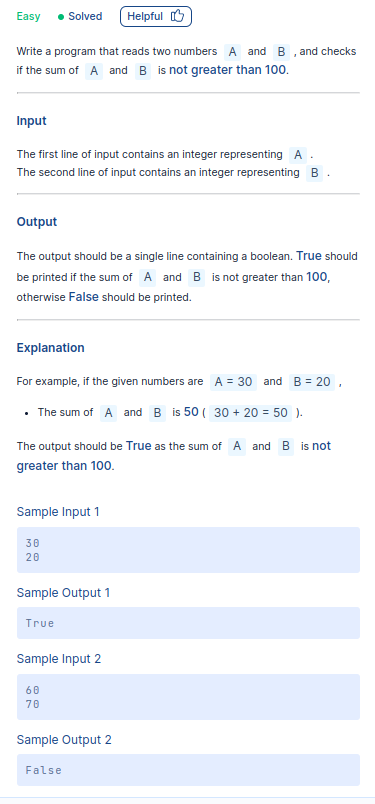 Easy Solved Helpful
Write a program that reads two numbers A and B , and checks
if the sum of A and B is not greater than 100.
Input
The first line of input contains an integer representing A .
The second line of input contains an integer representing B .
Output
The output should be a single line containing a boolean. True should
be printed if the sum of A and B is not greater than 100,
otherwise False should be printed.
Explanation
For example, if the given numbers are A = 30 and B = 20 ,
• The sum of A and B is 50 ( 30 + 20 = 50 ).
The output should be True as the sum of A and B is not
greater than 100.
Sample Input 1
30
20
Sample Output 1
True
Sample Input 2
60
70
Sample Output 2
False